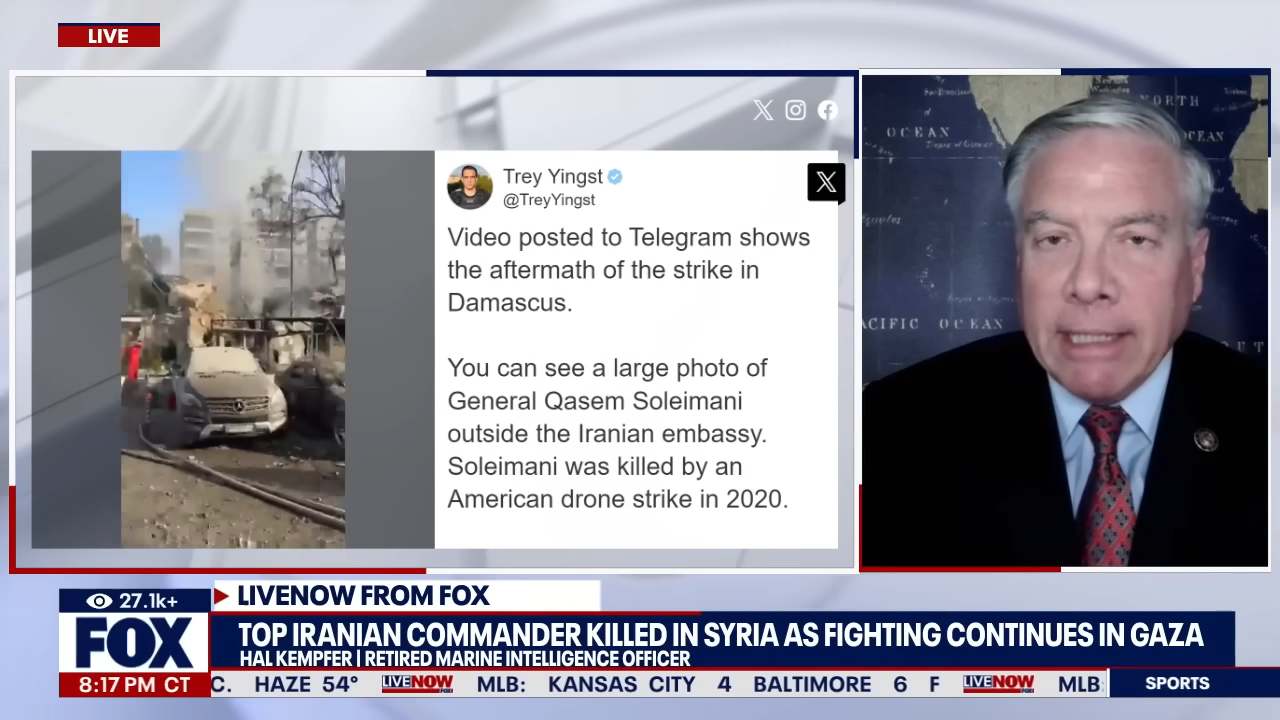 LIVE
Trey Yingst
@TreyYingst
Video posted to Telegram shows
the aftermath of the strike in
Damascus.
You can see a large photo of
General Qasem Soleimani
outside the Iranian embassy.
Soleimani was killed by an
American drone strike in 2020.
NORTH
OCEAN
OCEAN
PACIFIC OCEAN
27.1k+
LIVENOW FROM FOX
FOX
TOP IRANIAN COMMANDER KILLED IN SYRIA AS FIGHTING CONTINUES IN GAZA
HAL KEMPFER | RETIRED MARINE INTELLIGENCE OFFICER
8:17 PM CT
C. HAZE 54° LIVENOW FOX MLB: KANSAS CITY 4 BALTIMORE 6 F LIVENOW FOX MLB:
SPORTS